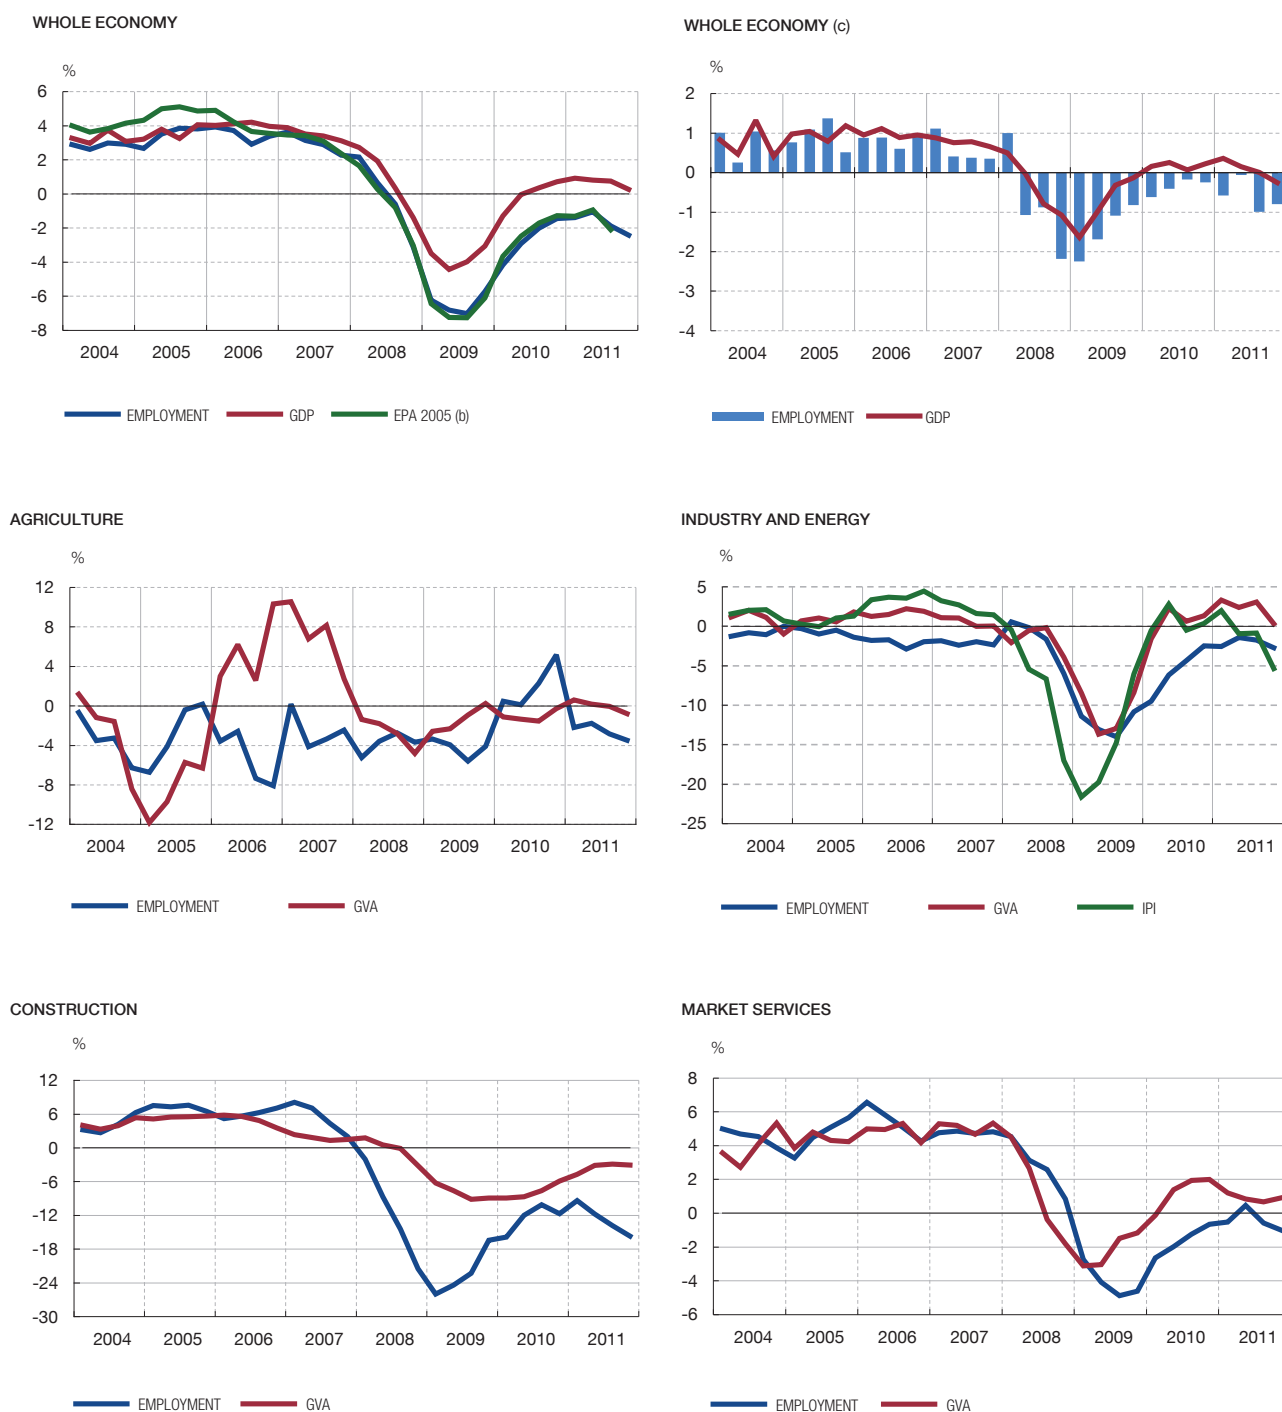 WHOLE ECONOMY
%
6
4
2
0
-2
-4
-6
-8
2004 2005 2006 2007 2008 2009 2010 2011
EMPLOYMENT GDP EPA 2005 (b)
WHOLE ECONOMY (c)
%
2
1
0
-1
-2
-3
-4
2004 2005 2006 2007 2008 2009 2010 2011
EMPLOYMENT GDP
AGRICULTURE
%
12
8
4
0
-4
-8
-12
2004 2005 2006 2007 2008 2009 2010 2011
EMPLOYMENT GVA
INDUSTRY AND ENERGY
%
5
0
-5
-10
-15
-20
-25
2004 2005 2006 2007 2008 2009 2010 2011
EMPLOYMENT GVA IPI
CONSTRUCTION
%
12
6
0
-6
-12
-18
-24
-30
2004 2005 2006 2007 2008 2009 2010 2011
EMPLOYMENT GVA
MARKET SERVICES
%
8
6
4
2
0
-2
-4
-6
2004 2005 2006 2007 2008 2009 2010 2011
EMPLOYMENT GVA